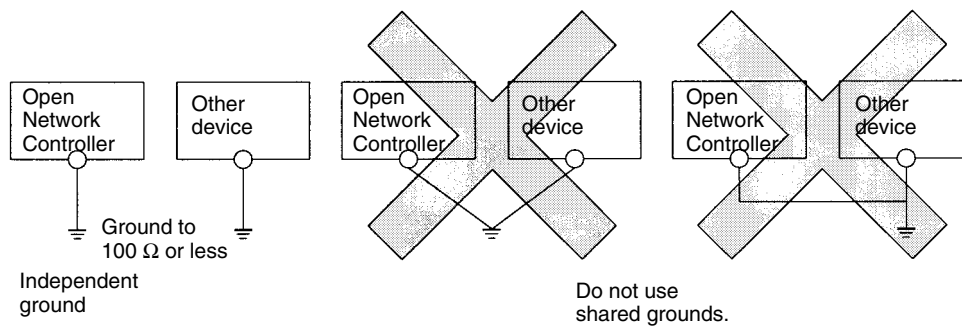 Open
Network
Controller
Other
device
Open
Network
Controller
Other
device
Open
Network
Controller
Other
device
Ground to
100 Ω or less
Independent
ground
Do not use
shared grounds.